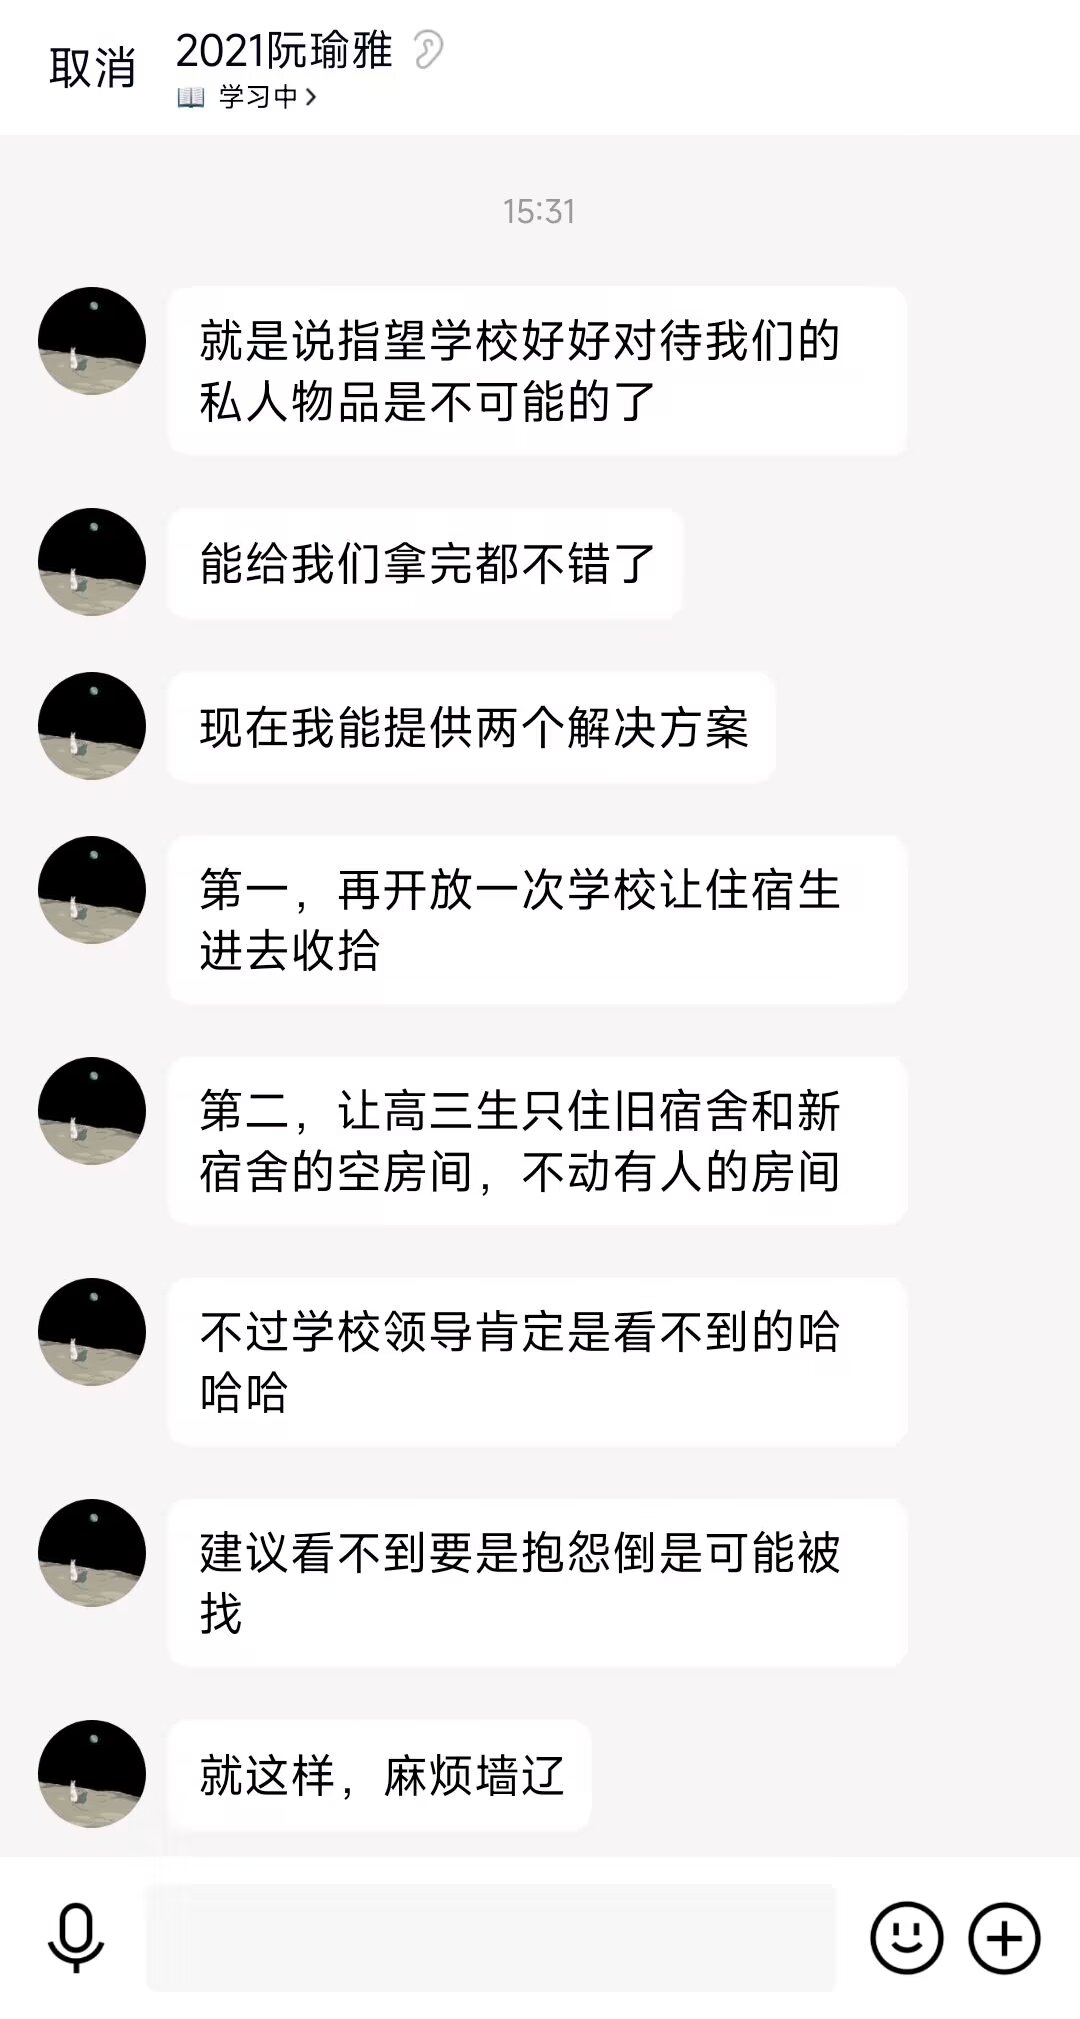 取消
2021阮瑜雅
学习中
15:31
就是说指望学校好好对待我们的
私人物品是不可能的了
能给我们拿完都不错了
现在我能提供两个解决方案
第一，再开放一次学校让住宿生
进去收拾
第二，让高三生只住旧宿舍和新
宿舍的空房间，不动有人的房间
不过学校领导肯定是看不到的哈
哈哈
建议看不到要是抱怨倒是可能被
找
就这样，麻烦墙辽